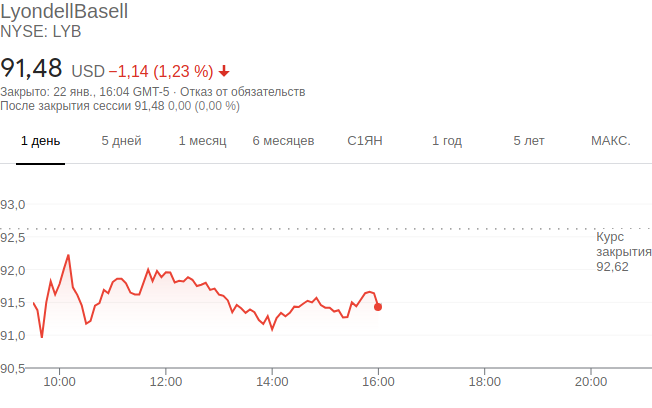 LyondellBasell
NYSE: LYB
91,48 USD −1,14 (1,23 %)
Закрыто: 22 янв., 16:04 GMT-5 · Отказ от обязательств
После закрытия сессии 91,48 0,00 (0,00 %)
1 день 5 дней 1 месяц 6 месяцев С1ЯН 1 год 5 лет МАКС.
93,0
92,5
92,0
91,5
91,0
90,5
Курс
закрытия
92,62
10:00 12:00 14:00 16:00 18:00 20:00